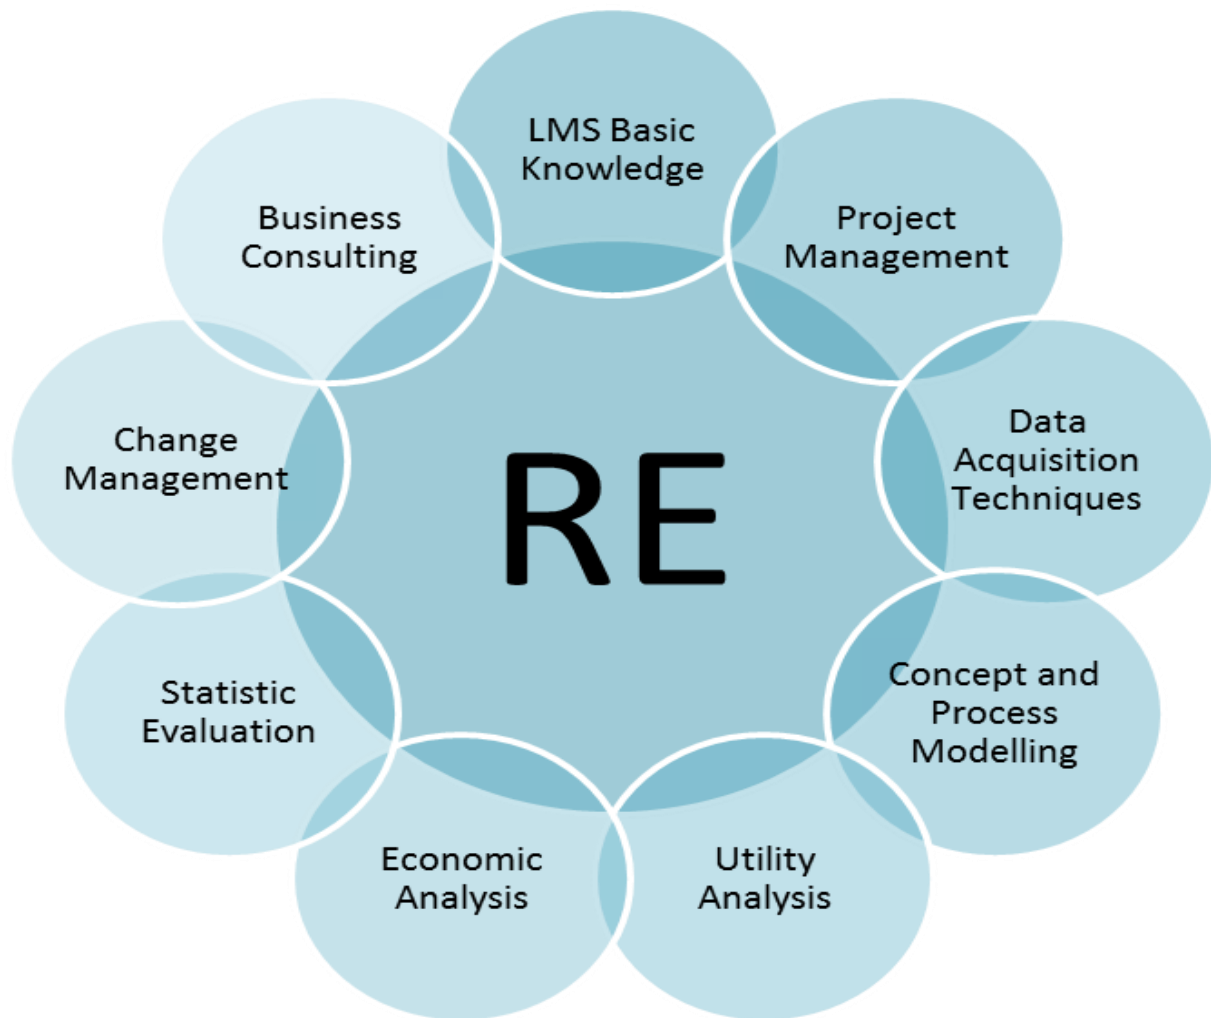 LMS Basic
Knowledge
Project
Management
Data
Acquisition
Techniques
Concept and
Process
Modelling
Utility
Analysis
Economic
Analysis
Statistic
Evaluation
Change
Management
Business
Consulting
RE